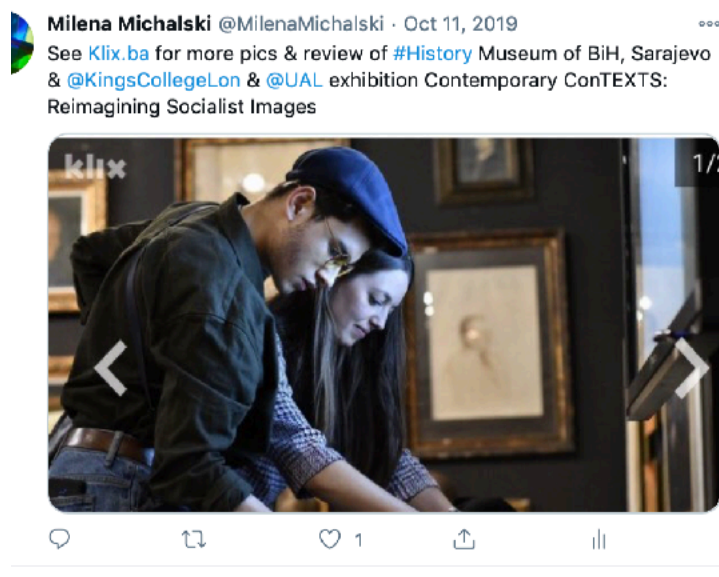 Milena Michalski @MilenaMichalski · Oct 11, 2019
See Klix.ba for more pics & review of #History Museum of BiH, Sarajevo
& @KingsCollegeLon & @UAL exhibition Contemporary ConTEXTS:
Reimagining Socialist Images
klix
1/
1